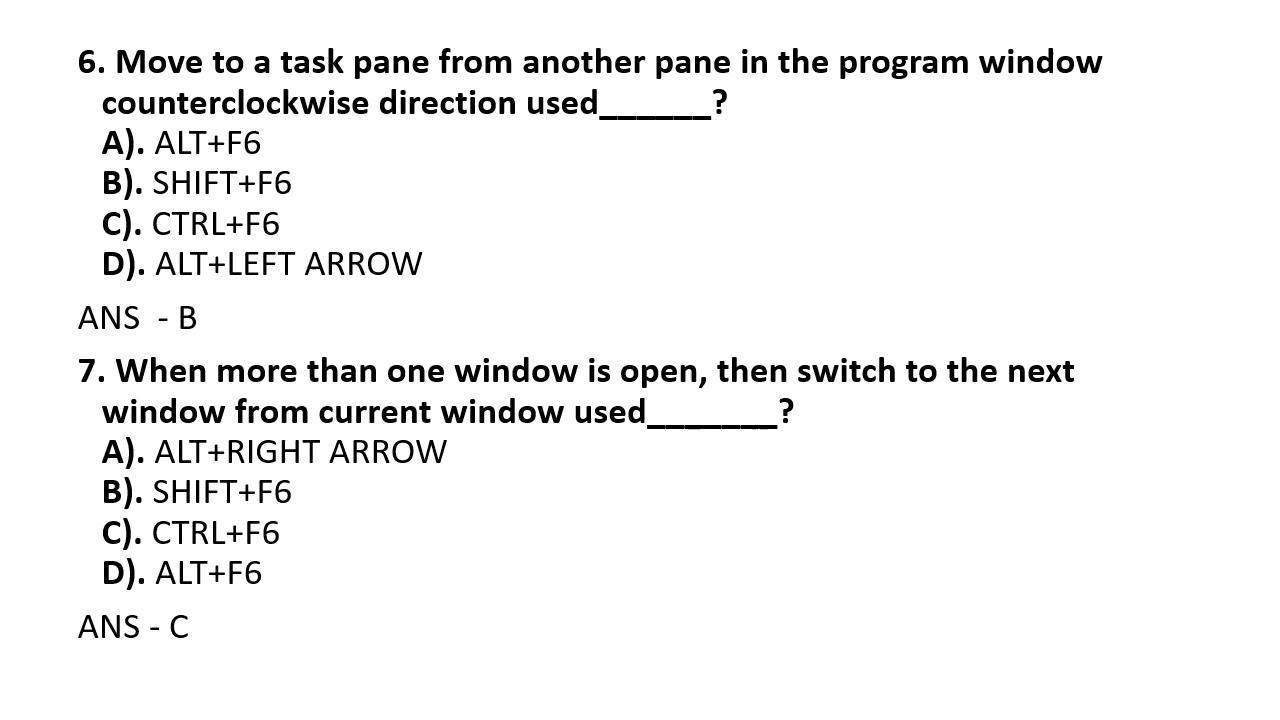 6. Move to a task pane from another pane in the program window
counterclockwise direction used______?
A). ALT+F6
B). SHIFT+F6
C). CTRL+F6
D). ALT+LEFT ARROW
ANS  - B
7. When more than one window is open, then switch to the next
window from current window used_______?
A). ALT+RIGHT ARROW
B). SHIFT+F6
C). CTRL+F6
D). ALT+F6
ANS - C